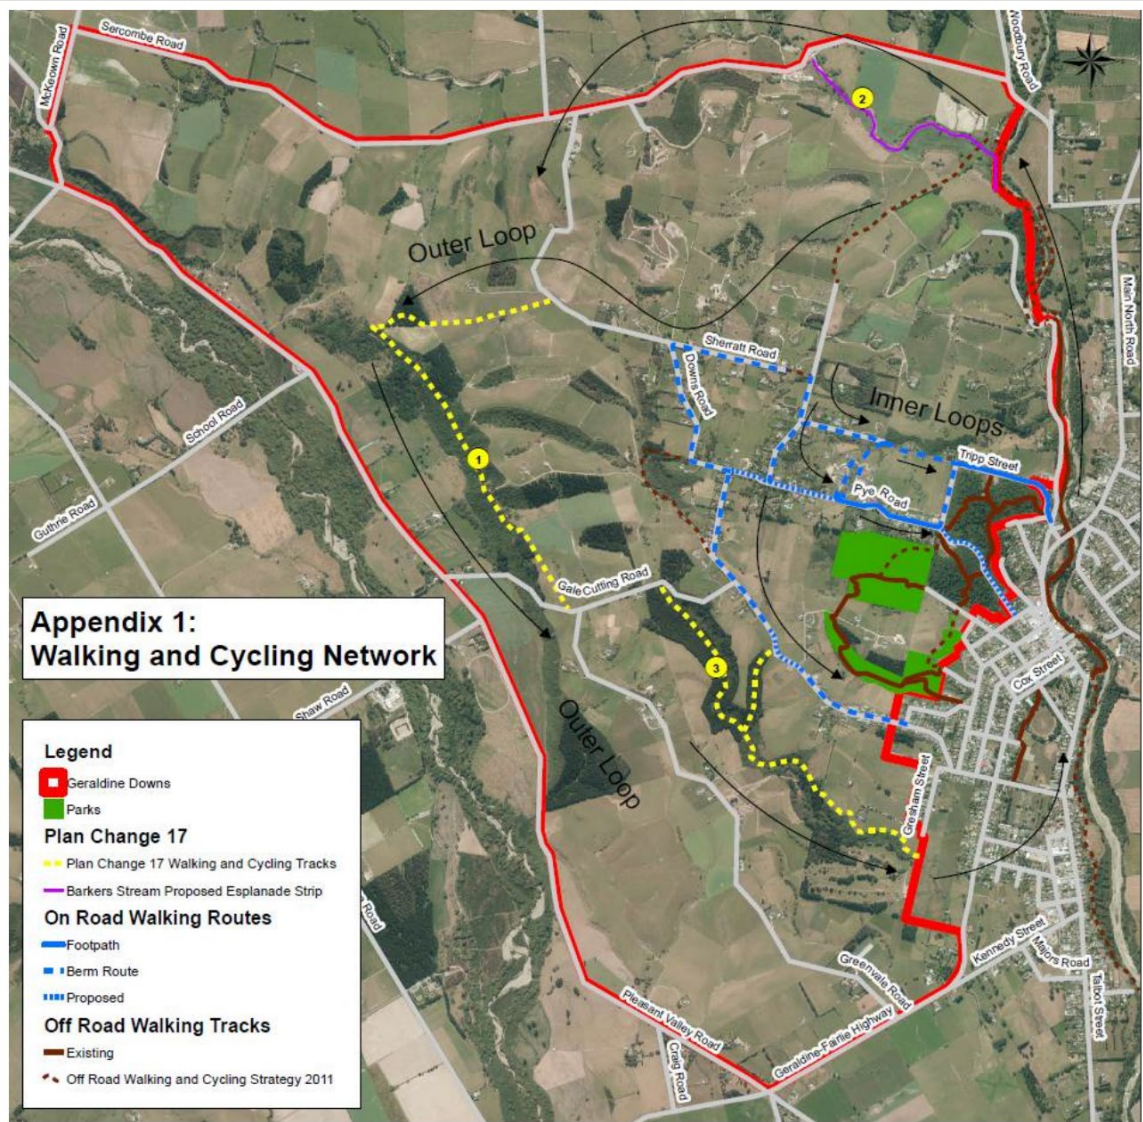 Sercombe Road
McKeown Road
Woodbury Road
2
Outer Loop
Main North Road
Sherratt Road
Downs Road
Inner Loops
School Road
1
Tripp Street
Pye Road
Guthrie Road
GaleCutting Road
Appendix 1:
Walking and Cycling Network
3
Cox Street
Shaw Road
Outer Loop
Gresham Street
Legend
Geraldine Downs
Parks
Plan Change 17
Plan Change 17 Walking and Cycling Tracks
Barkers Stream Proposed Esplanade Strip
On Road Walking Routes
Footpath
Berm Route
Proposed
Off Road Walking Tracks
Existing
Off Road Walking and Cycling Strategy 2011
Road
Kennedy Street
Majors Road
Talbot Street
Greenvale Road
Pleasant Valley Road
Geraldine-Fairlie Highway
Craig Road